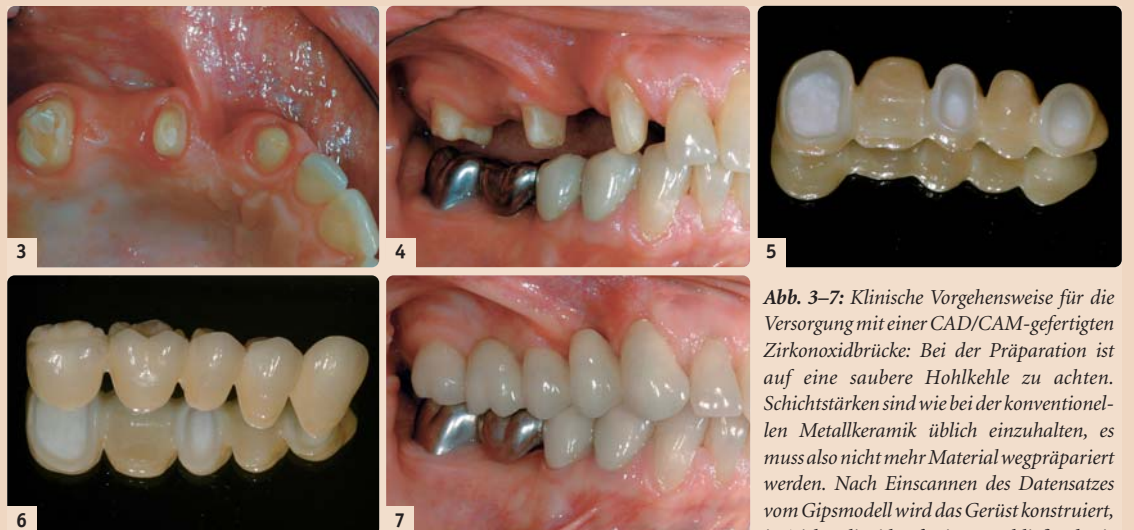 3
4
5
6
7
Abb. 3–7: Klinische Vorgehensweise für die
Versorgung mit einer CAD/CAM-gefertigten
Zirkonoxidbrücke: Bei der Präparation ist
auf eine saubere Hohlkehle zu achten.
Schichtstärken sind wie bei der konventionel-
len Metallkeramik üblich einzuhalten, es
muss also nicht mehr Material wegpräpariert
werden. Nach Einscannen des Datensatzes
vom Gipsmodell wird das Gerüst konstruiert,